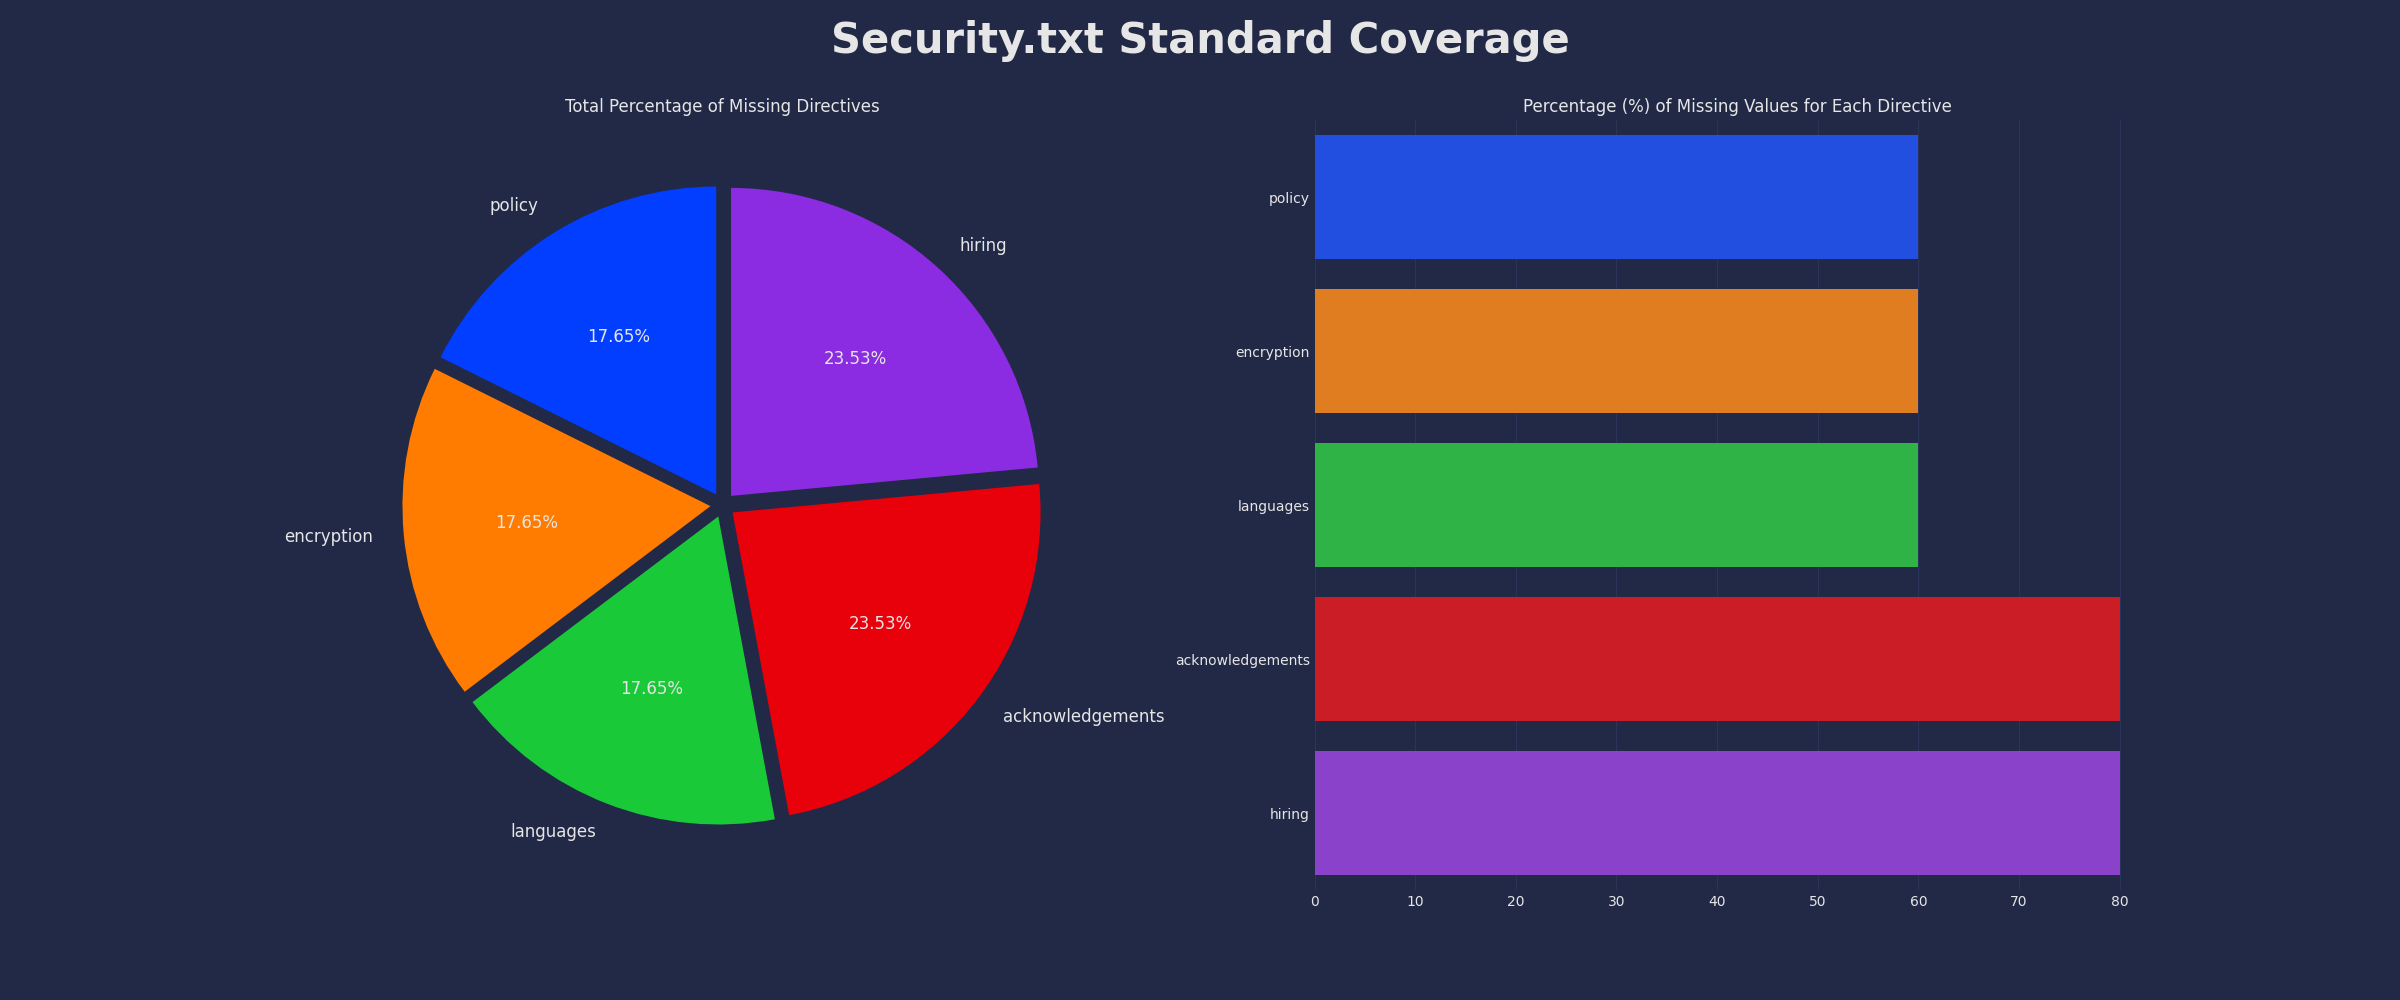 Security.txt Standard Coverage
Total Percentage of Missing Directives
policy
hiring
17.65%
23.53%
encryption
17.65%
23.53%
17.65%
acknowledgements
languages
Percentage (%) of Missing Values for Each Directive
policy
encryption
languages
acknowledgements
hiring
0 10 20 30 40 50 60 70 80